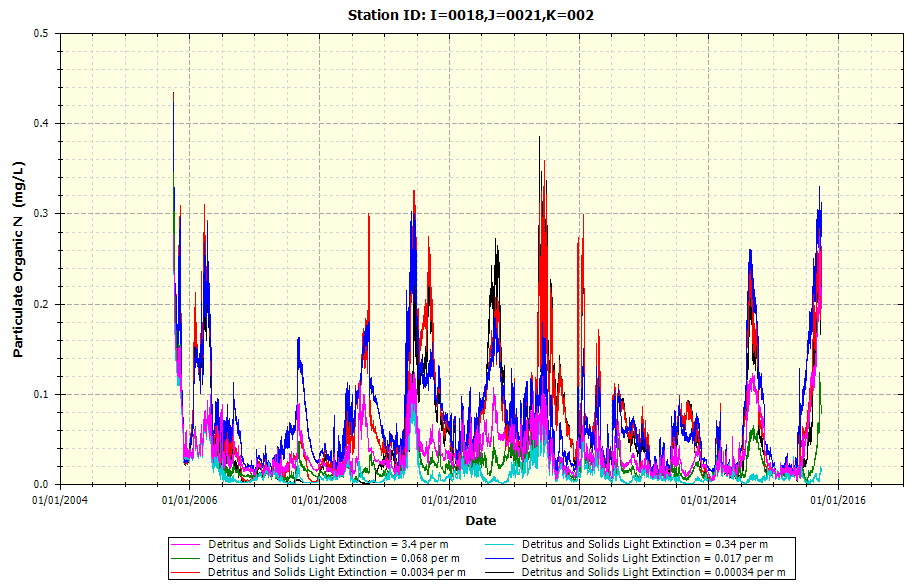 Station ID: I=0018,J=0021,K=002
Particulate Organic N (mg/L)
0.5
0.4
0.3
0.2
0.1
0.0
01/01/2004 01/01/2006 01/01/2008 01/01/2010 01/01/2012 01/01/2014 01/01/2016
Date
Detritus and Solids Light Extinction = 3.4 per m Detritus and Solids Light Extinction = 0.34 per m
Detritus and Solids Light Extinction = 0.068 per m Detritus and Solids Light Extinction = 0.017 per m
Detritus and Solids Light Extinction = 0.0034 per m Detritus and Solids Light Extinction = 0.00034 per m